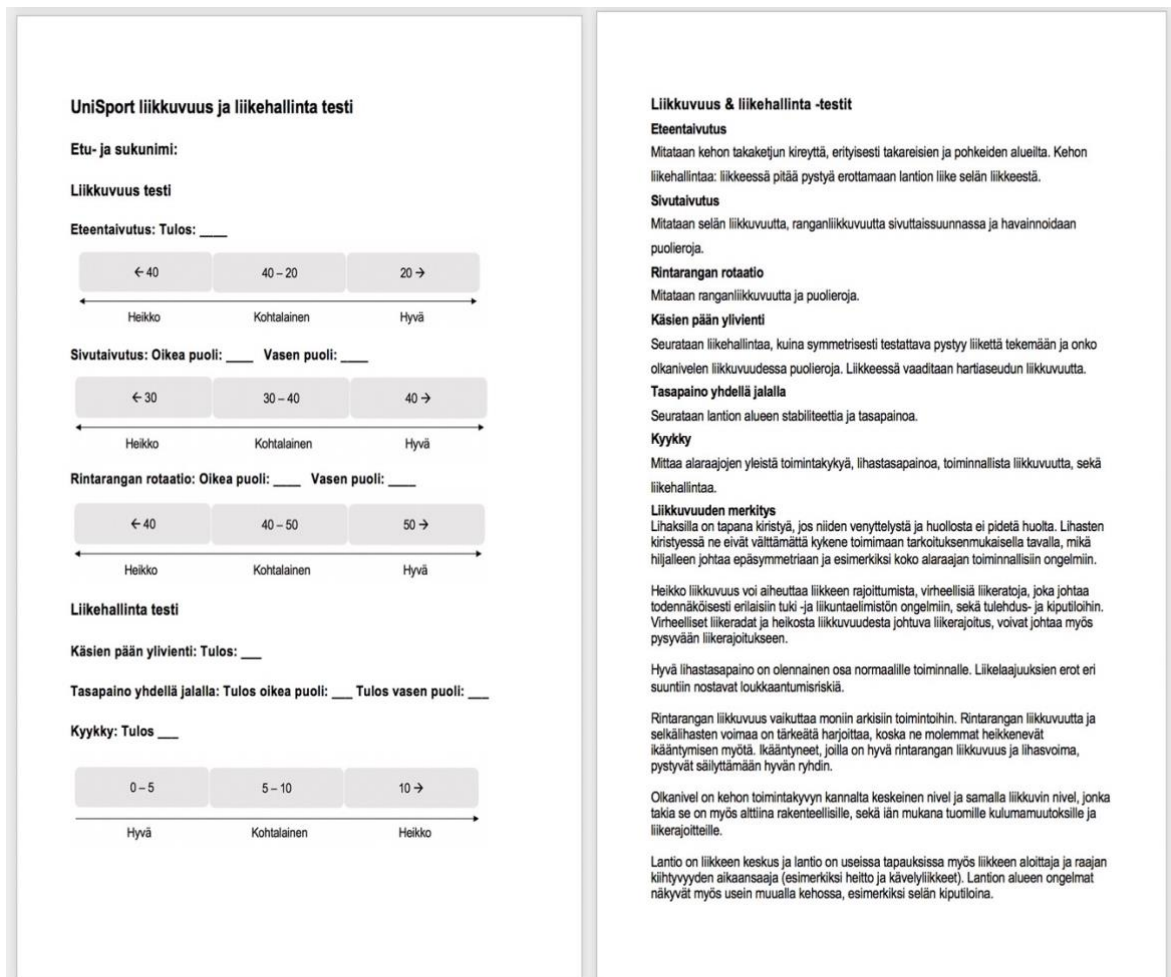 UniSport liikkuvuus ja liikehallinta testi
Etu- ja sukunimi:
Liikkuvuus testi
Eteentaivutus: Tulos: ____
← 40 40 – 20 20 →
Heikko Kohtalainen Hyvä
Sivutaivutus: Oikea puoli: ____ Vasen puoli: ____
← 30 30 – 40 40 →
Heikko Kohtalainen Hyvä
Rintarangan rotaatio: Oikea puoli: ____ Vasen puoli: ____
← 40 40 – 50 50 →
Heikko Kohtalainen Hyvä
Liikehallinta testi
Käsien pään ylivienti: Tulos: ___
Tasapaino yhdellä jalalla: Tulos oikea puoli: ___ Tulos vasen puoli: ___
Kyykky: Tulos ___
0 – 5 5 – 10 10 →
Hyvä Kohtalainen Heikko
Liikkuvuus & liikehallinta -testit
Eteentaivutus
Mitataan kehon takaketjun kireyttä, erityisesti takareisien ja pohkeiden alueilta. Kehon
liikehallintaa: liikkeessä pitää pystyä erottamaan lantion liike selän liikkeestä.
Sivutaivutus
Mitataan selän liikkuvuutta, ranganliikkuvuutta sivuttaissuunnassa ja havainnoidaan
puolieroja.
Rintarangan rotaatio
Mitataan ranganliikkuvuutta ja puolieroja.
Käsien pään ylivienti
Seurataan liikehallintaa, kuina symmetrisesti testattava pystyy liikettä tekemään ja onko
olkanivelen liikkuvuudessa puolieroja. Liikkeessä vaaditaan hartiaseudun liikkuvuutta.
Tasapaino yhdellä jalalla
Seurataan lantion alueen stabiliteettia ja tasapainoa.
Kyykky
Mittaa alaraajojen yleistä toimintakykyä, lihastasapainoa, toiminnallista liikkuvuutta, sekä
liikehallintaa.
Liikkuvuuden merkitys
Lihaksilla on tapana kiristyä, jos niiden venyttelystä ja huollosta ei pidetä huolta. Lihasten
kiristyessä ne eivät välttämättä kykene toimimaan tarkoituksenmukaisella tavalla, mikä
hiljalleen johtaa epäsymmetriaan ja esimerkiksi koko alaraajan toiminnallisiin ongelmiin.
Heikko liikkuvuus voi aiheuttaa liikkeen rajoittumista, virheellisiä liikeratoja, joka johtaa
todennäköisesti erilaisiin tuki -ja liikuntaelimistön ongelmiin, sekä tulehdus- ja kiputiloihin.
Virheelliset liikeradat ja heikosta liikkuvuudesta johtuva liikerajoitus, voivat johtaa myös
pysyvään liikerajoitukseen.
Hyvä lihastasapaino on olennainen osa normaalille toiminnalle. Liikelaajuuksien erot eri
suuntiin nostavat loukkaantumisriskiä.
Rintarangan liikkuvuus vaikuttaa moniin arkisiin toimintoihin. Rintarangan liikkuvuutta ja
selkälihasten voimaa on tärkeätä harjoittaa, koska ne molemmat heikkenevät
ikääntymisen myötä. Ikääntyneet, joilla on hyvä rintarangan liikkuvuus ja lihasvoima,
pystyvät säilyttämään hyvän ryhdin.
Olkanivel on kehon toimintakyvyn kannalta keskeinen nivel ja samalla liikkuvin nivel, jonka
takia se on myös alttiina rakenteellisille, sekä iän mukana tuomille kulumamuutoksille ja
liikerajoitteille.
Lantio on liikkeen keskus ja lantio on useissa tapauksissa myös liikkeen aloittaja ja raajan
kiihtyvyyden aikaansaaja (esimerkiksi heitto ja kävelyliikkeet). Lantion alueen ongelmat
näkyvät myös usein muualla kehossa, esimerkiksi selän kiputiloina.